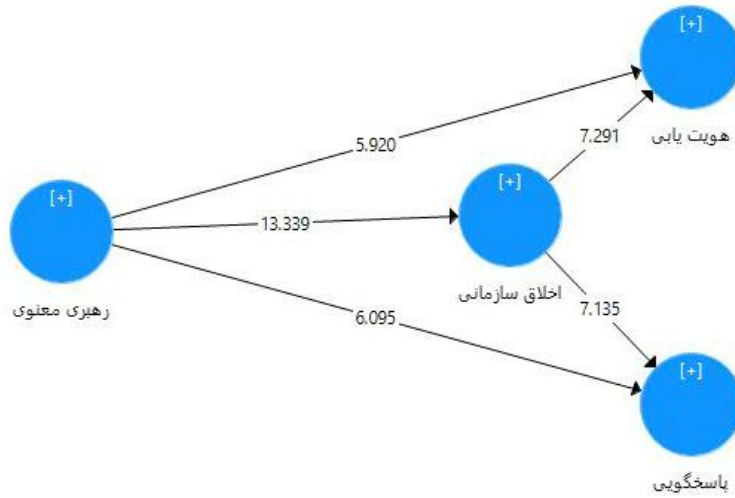 [+]
هویت یابی
5.920
7.291
[+]
[+]
13.339
اخلاق سازمانی
رهبری معنوی
6.095
7.135
[+]
پاسخگویی